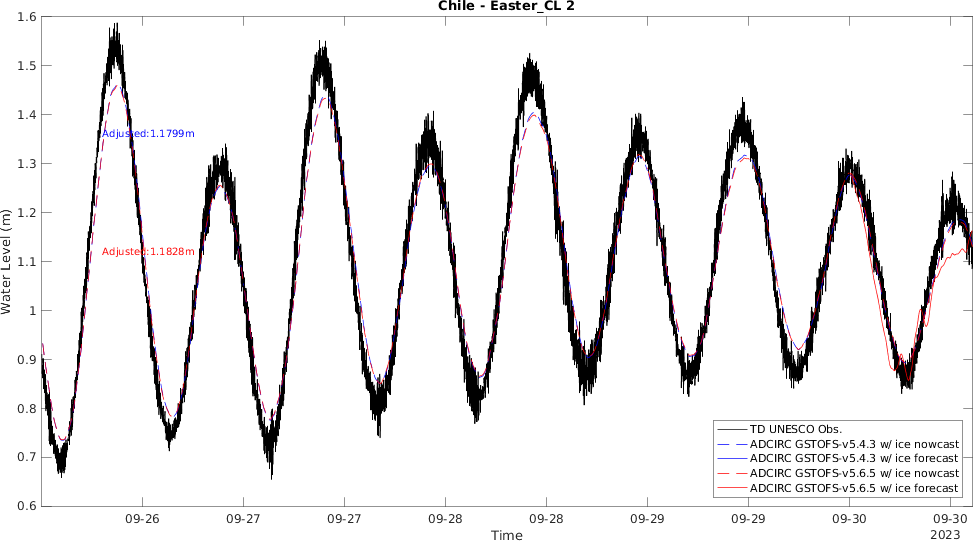 Chile - Easter_CL 2
1.6
1.5
1.4
1.3
1.2
1.1
1
0.9
0.8
0.7
0.6
Water Level (m)
Adjusted:1.1799m
Adjusted:1.1828m
TD UNESCO Obs.
ADCIRC GSTOFS-v5.4.3 w/ ice nowcast
ADCIRC GSTOFS-v5.4.3 w/ ice forecast
ADCIRC GSTOFS-v5.6.5 w/ ice nowcast
ADCIRC GSTOFS-v5.6.5 w/ ice forecast
09-26 09-27 09-27 09-28 09-28 09-29 09-29 09-30 09-30
2023
Time